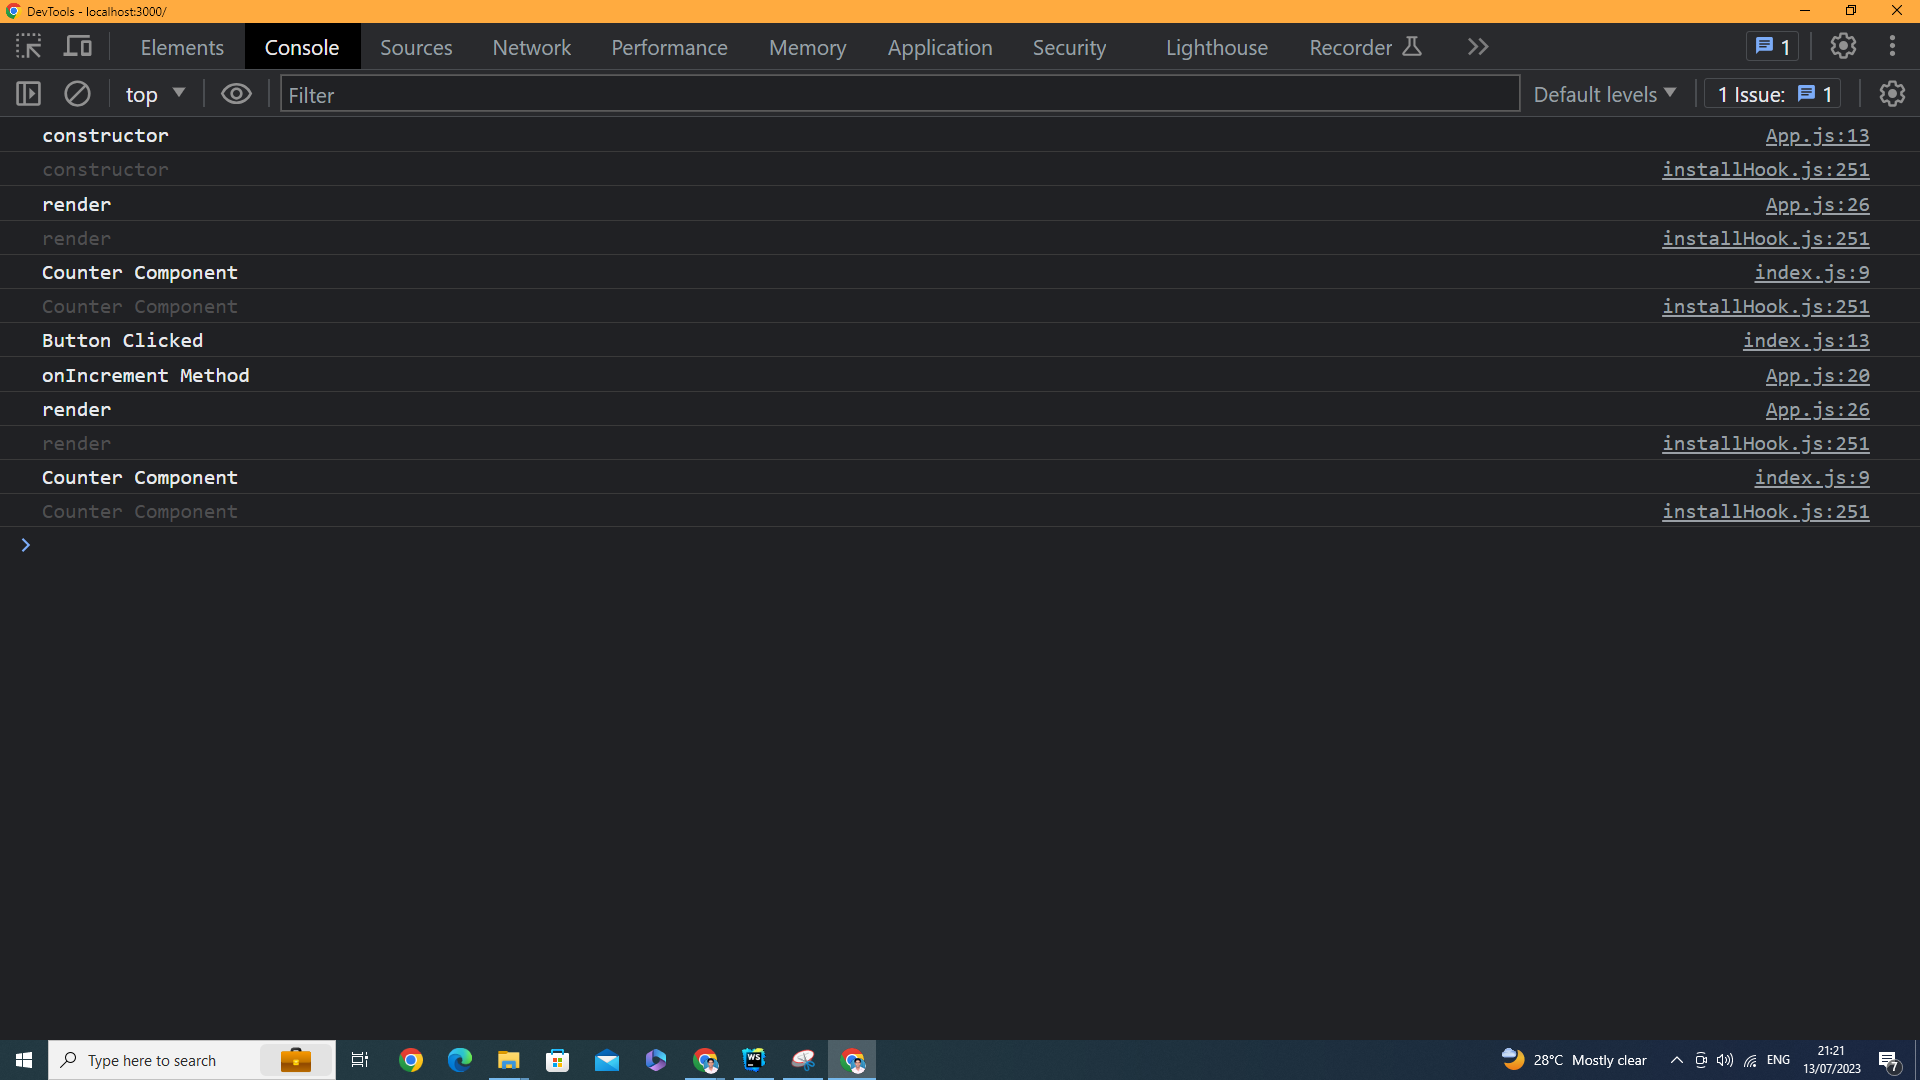 DevTools - localhost:3000/
Elements Console Sources Network Performance Memory Application Security Lighthouse Recorder 1
top Filter Default levels 1 Issue: 1
constructor App.js:13
constructor installHook.js:251
render App.js:26
render installHook.js:251
Counter Component index.js:9
Counter Component installHook.js:251
Button Clicked index.js:13
onIncrement Method App.js:20
render App.js:26
render installHook.js:251
Counter Component index.js:9
Counter Component installHook.js:251
Type here to search WS 28°C Mostly clear ENG 21:21
13/07/2023 7